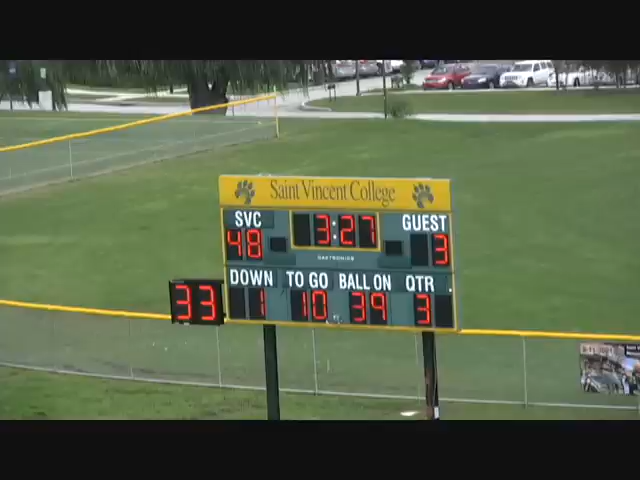 Saint Vincent College
SVC 3:27 GUEST
48 3
DAKTRONICS
DOWN TO GO BALL ON QTR
33 1 10 39 3